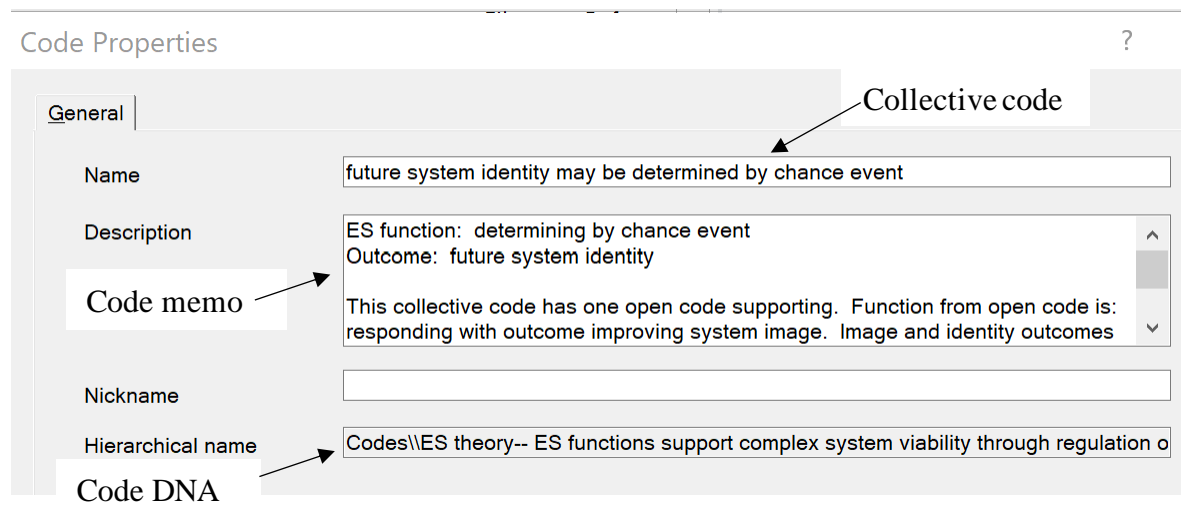 Code Properties ?
Collective code
General
Name
future system identity may be determined by chance event
Description
ES function:  determining by chance event
Outcome:  future system identity
This collective code has one open code supporting.  Function from open code is:
responding with outcome improving system image.  Image and identity outcomes
Code memo
Nickname
Hierarchical name
Codes\\ES theory-- ES functions support complex system viability through regulation o
Code DNA